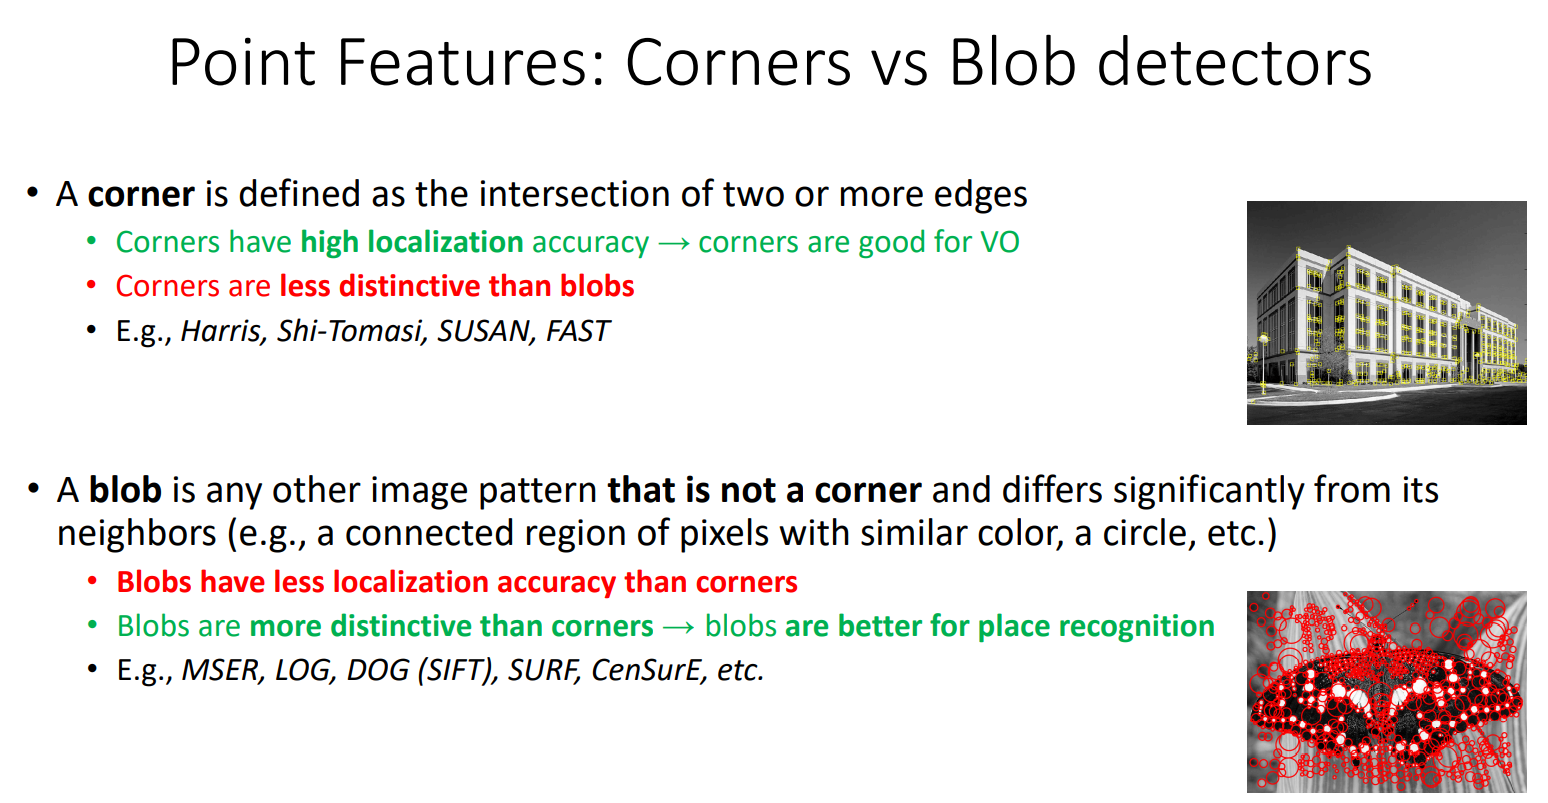 Point Features: Corners vs Blob detectors
• A corner is defined as the intersection of two or more edges
• Corners have high localization accuracy → corners are good for VO
• Corners are less distinctive than blobs
• E.g., Harris, Shi-Tomasi, SUSAN, FAST
• A blob is any other image pattern that is not a corner and differs significantly from its
neighbors (e.g., a connected region of pixels with similar color, a circle, etc.)
• Blobs have less localization accuracy than corners
• Blobs are more distinctive than corners → blobs are better for place recognition
• E.g., MSER, LOG, DOG (SIFT), SURF, CenSurE, etc.